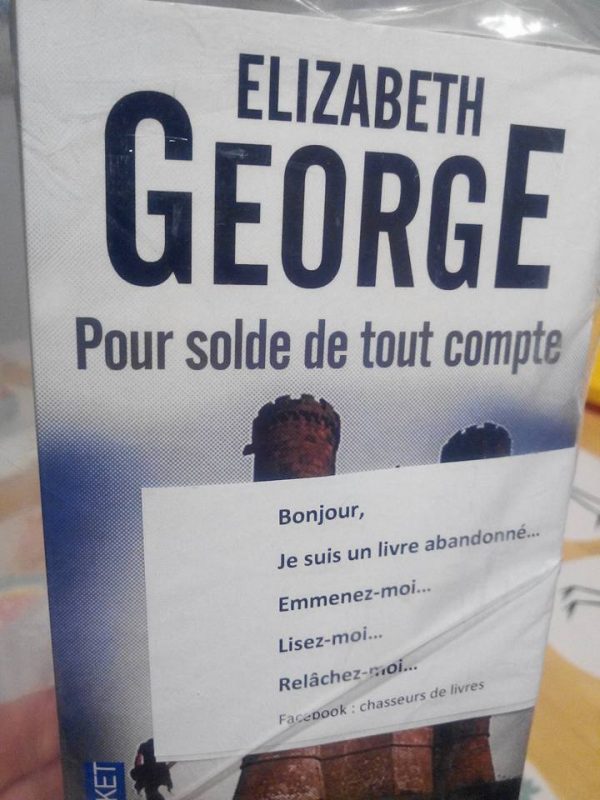 ELIZABETH
GEORGE
Pour solde de tout compte
Bonjour,
Je suis un livre abandonné...
Emmenez-moi...
Lisez-moi...
Relâchez-moi...
Facebook : chasseurs de livres
KET